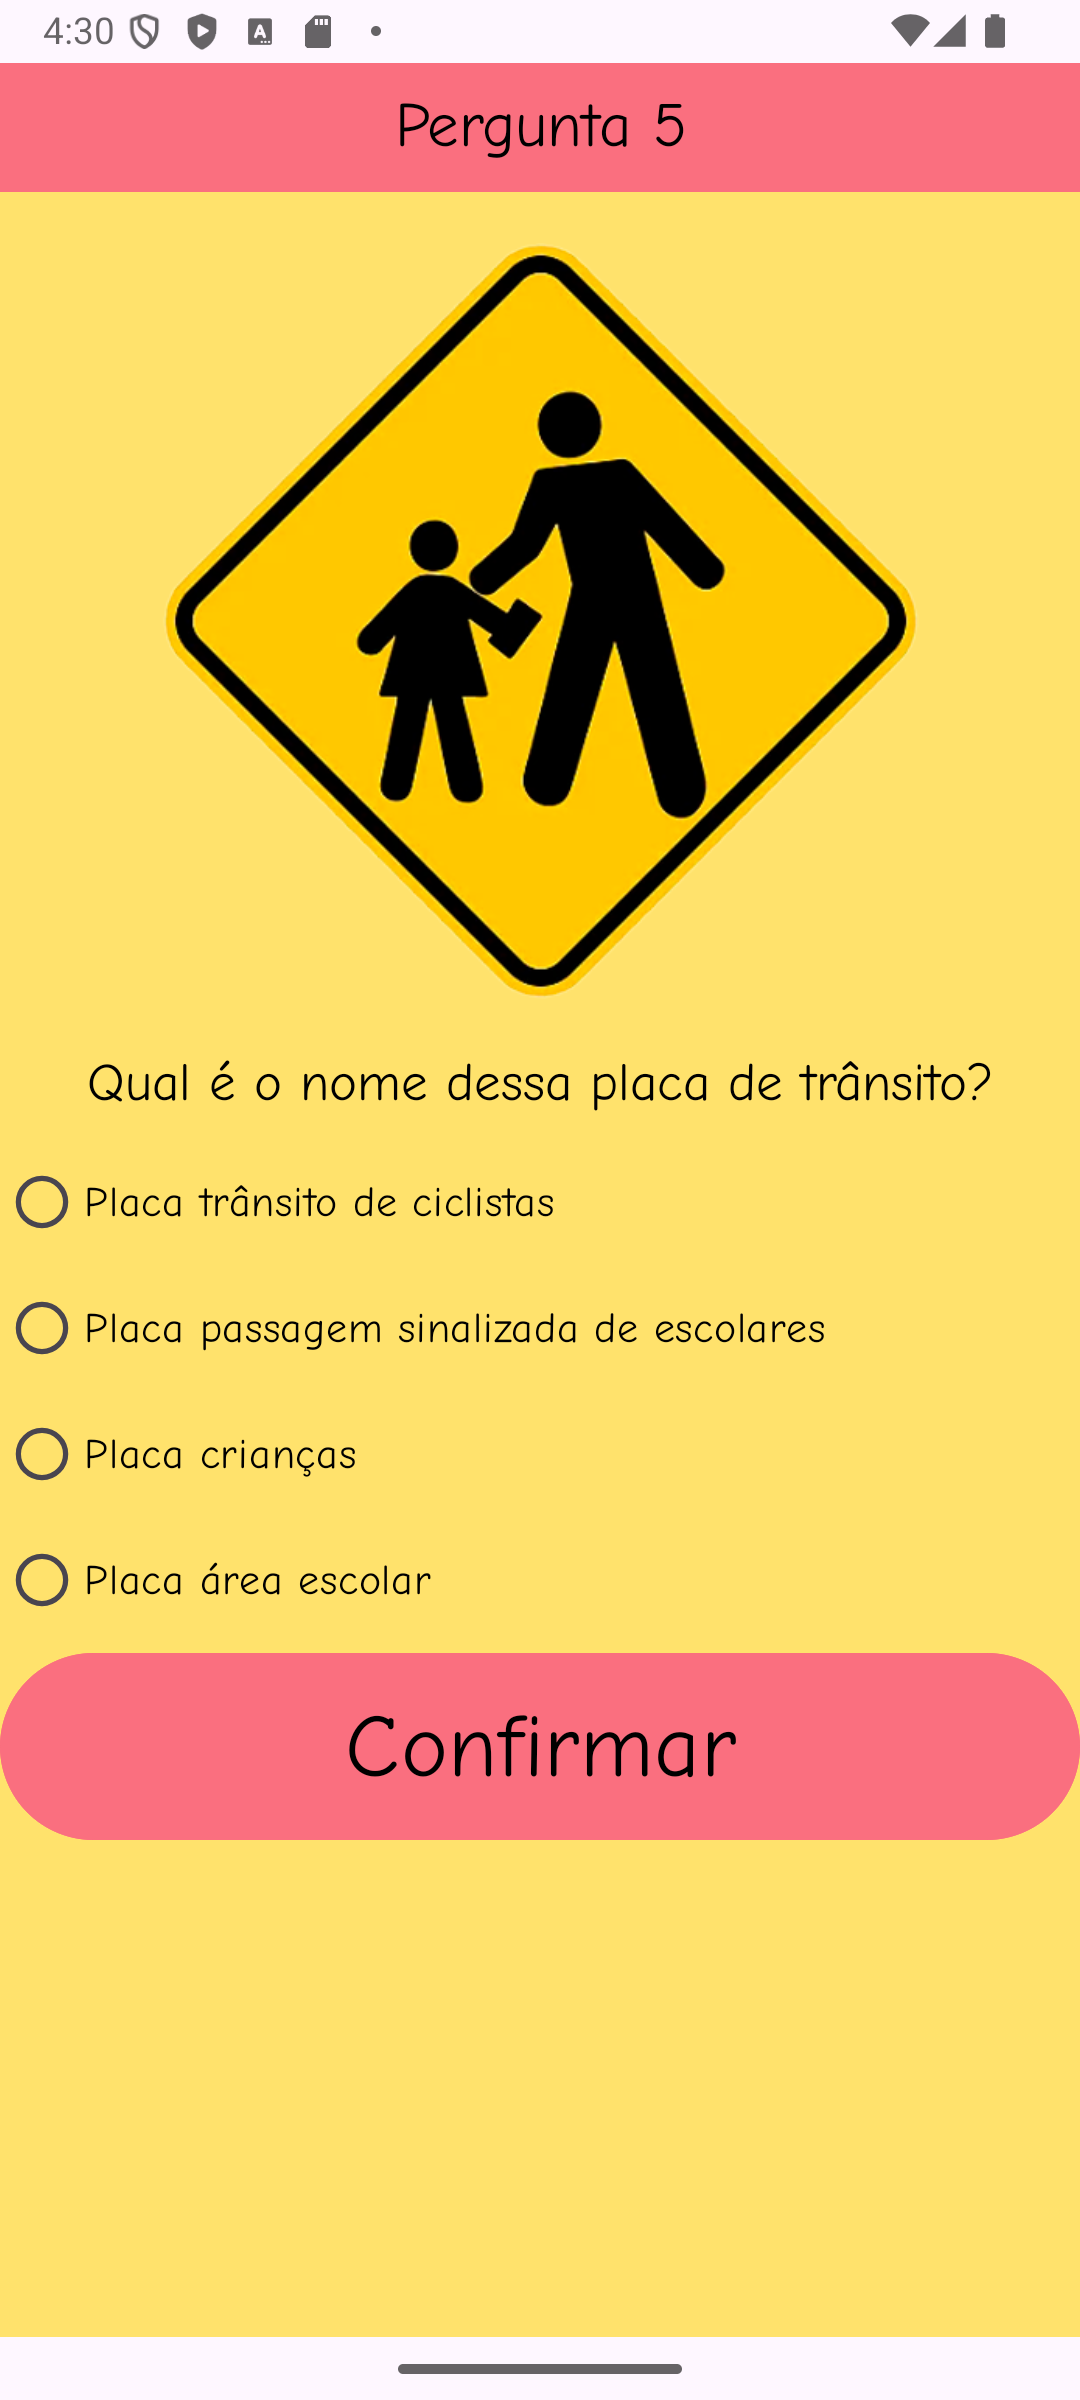 4:30
Pergunta 5
Qual é o nome dessa placa de trânsito?
Placa trânsito de ciclistas
Placa passagem sinalizada de escolares
Placa crianças
Placa área escolar
Confirmar